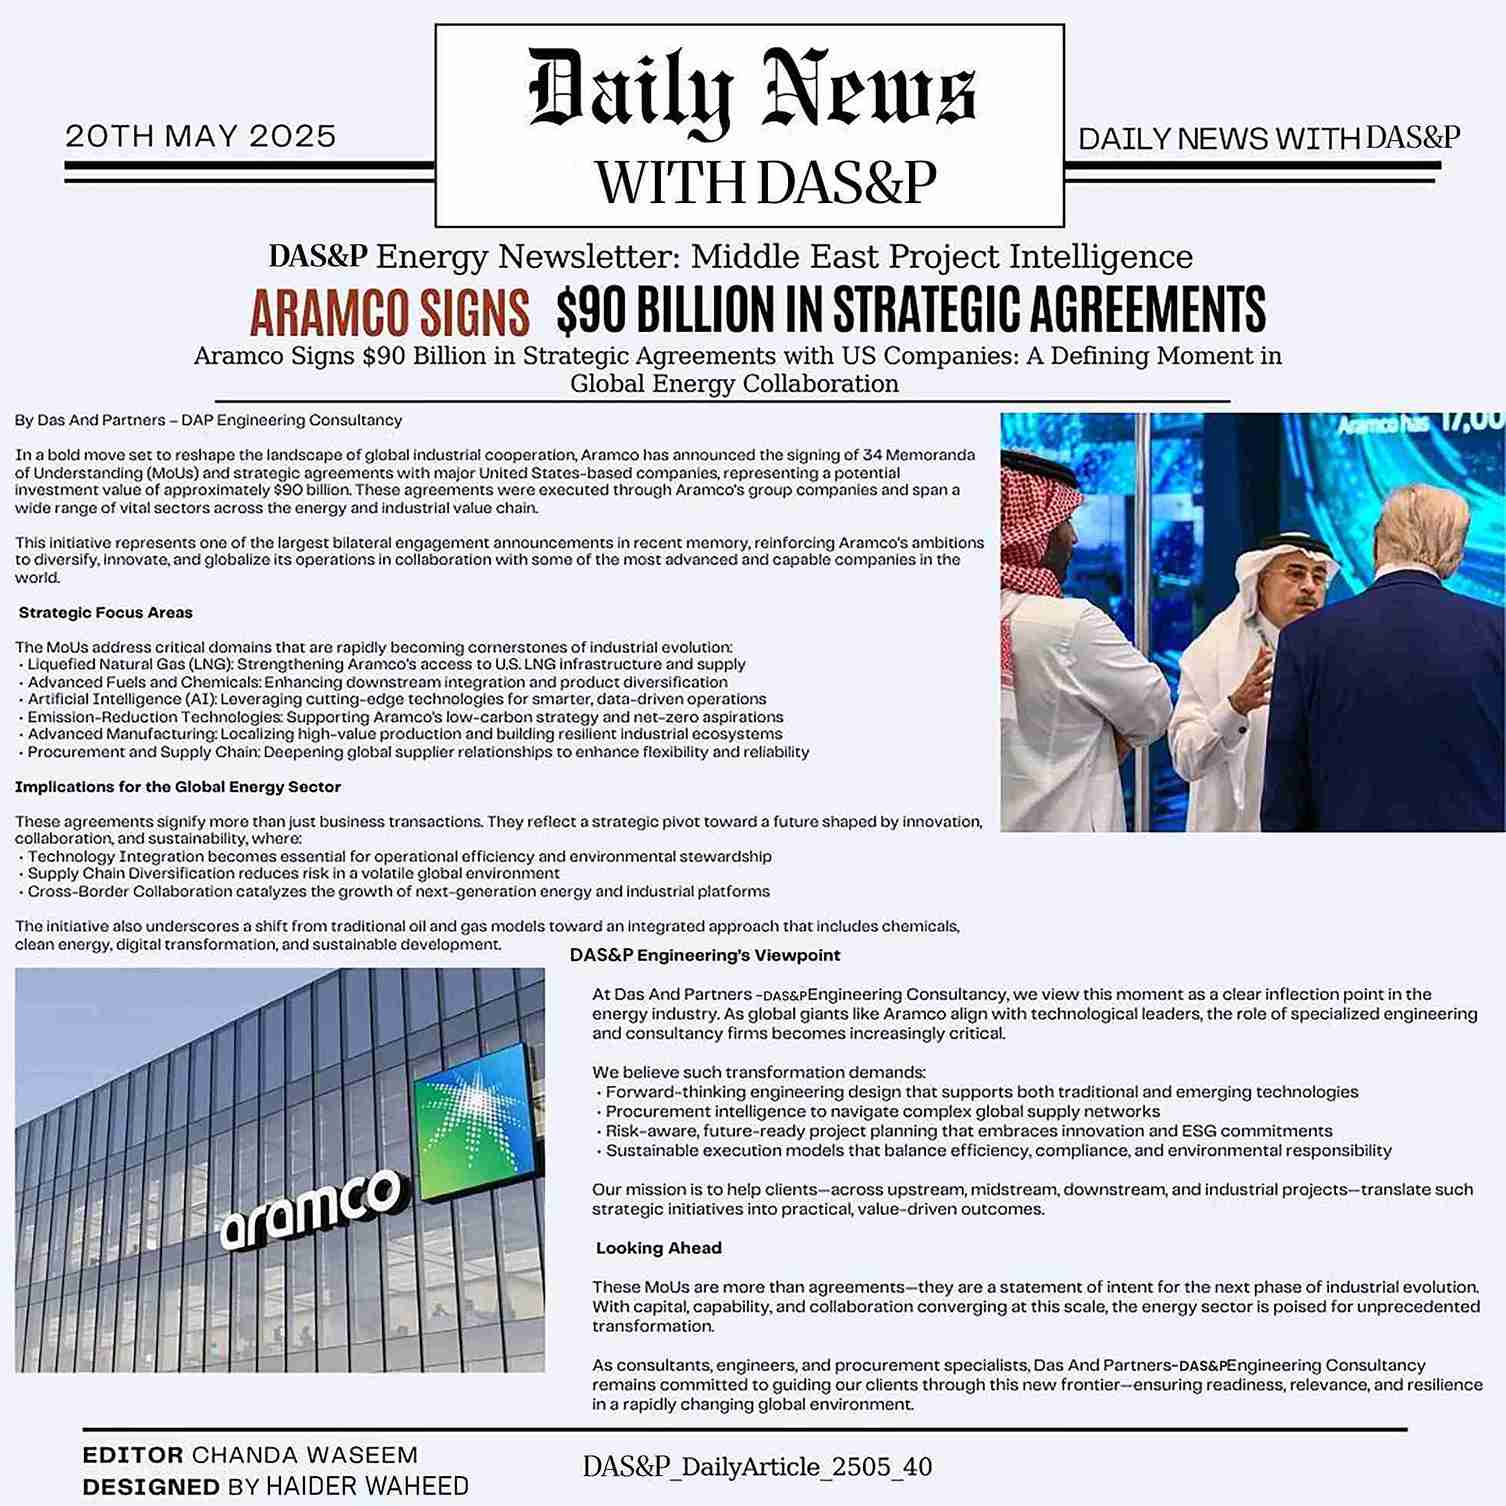 Daily News
WITH DAS&P
20TH MAY 2025
DAILY NEWS WITH DAS&P
DAS&P Energy Newsletter: Middle East Project Intelligence
ARAMCO SIGNS $90 BILLION IN STRATEGIC AGREEMENTS
Aramco Signs $90 Billion in Strategic Agreements with US Companies: A Defining Moment in
Global Energy Collaboration
By Das And Partners – DAP Engineering Consultancy
In a bold move set to reshape the landscape of global industrial cooperation, Aramco has announced the signing of 34 Memoranda
of Understanding (MoUs) and strategic agreements with major United States-based companies, representing a potential
investment value of approximately $90 billion. These agreements were executed through Aramco's group companies and span a
wide range of vital sectors across the energy and industrial value chain.
This initiative represents one of the largest bilateral engagement announcements in recent memory, reinforcing Aramco's ambitions
to diversify, innovate, and globalize its operations in collaboration with some of the most advanced and capable companies in the
world.
Strategic Focus Areas
The MoUs address critical domains that are rapidly becoming cornerstones of industrial evolution:
· Liquefied Natural Gas (LNG): Strengthening Aramco's access to U.S. LNG infrastructure and supply
· Advanced Fuels and Chemicals: Enhancing downstream integration and product diversification
· Artificial Intelligence (AI): Leveraging cutting-edge technologies for smarter, data-driven operations
· Emission-Reduction Technologies: Supporting Aramco's low-carbon strategy and net-zero aspirations
· Advanced Manufacturing: Localizing high-value production and building resilient industrial ecosystems
· Procurement and Supply Chain: Deepening global supplier relationships to enhance flexibility and reliability
Implications for the Global Energy Sector
These agreements signify more than just business transactions. They reflect a strategic pivot toward a future shaped by innovation,
collaboration, and sustainability, where:
· Technology Integration becomes essential for operational efficiency and environmental stewardship
· Supply Chain Diversification reduces risk in a volatile global environment
· Cross-Border Collaboration catalyzes the growth of next-generation energy and industrial platforms
The initiative also underscores a shift from traditional oil and gas models toward an integrated approach that includes chemicals,
clean energy, digital transformation, and sustainable development.
Aramco has 17,00
aramco
DAS&P Engineering's Viewpoint
At Das And Partners -DAS&PEngineering Consultancy, we view this moment as a clear inflection point in the
energy industry. As global giants like Aramco align with technological leaders, the role of specialized engineering
and consultancy firms becomes increasingly critical.
We believe such transformation demands:
· Forward-thinking engineering design that supports both traditional and emerging technologies
· Procurement intelligence to navigate complex global supply networks
· Risk-aware, future-ready project planning that embraces innovation and ESG commitments
· Sustainable execution models that balance efficiency, compliance, and environmental responsibility
Our mission is to help clients—across upstream, midstream, downstream, and industrial projects—translate such
strategic initiatives into practical, value-driven outcomes.
Looking Ahead
These MoUs are more than agreements—they are a statement of intent for the next phase of industrial evolution.
With capital, capability, and collaboration converging at this scale, the energy sector is poised for unprecedented
transformation.
As consultants, engineers, and procurement specialists, Das And Partners-DAS&PEngineering Consultancy
remains committed to guiding our clients through this new frontier—ensuring readiness, relevance, and resilience
in a rapidly changing global environment.
EDITOR CHANDA WASEEM
DESIGNED BY HAIDER WAHEED
DAS&P_DailyArticle_2505_40